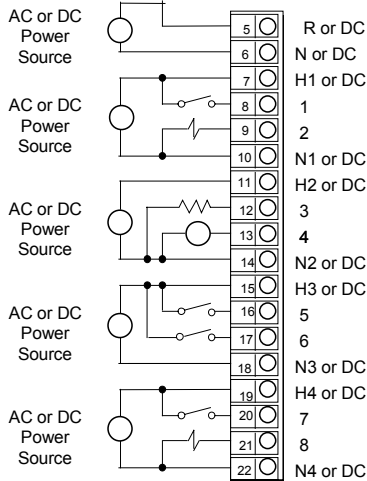 AC or DC
Power
Source
5 R or DC
6 N or DC
7 H1 or DC
AC or DC
Power
Source
8 1
9 2
10 N1 or DC
11 H2 or DC
AC or DC
Power
Source
12 3
13 4
14 N2 or DC
15 H3 or DC
AC or DC
Power
Source
16 5
17 6
18 N3 or DC
19 H4 or DC
AC or DC
Power
Source
20 7
21 8
22 N4 or DC